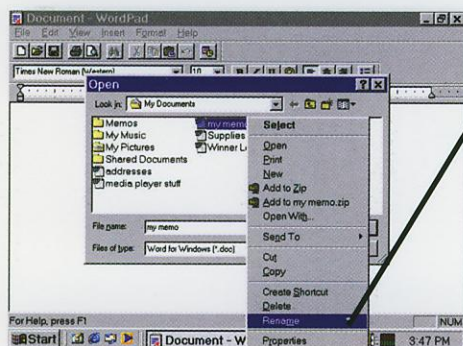 Document - WordPad
File Edit View Insert Format Help
Times New Roman (Western) 10
Open
Look in: My Documents
Memos
My Music
My Pictures
Shared Documents
addresses
media player stuff
my memo
Supplies
Winner Le
Select
Open
Print
New
Add to Zip
Add to my memo.zip
Open With...
Send To
Cut
Copy
Create Shortcut
Delete
Rename
Properties
File name: my memo
Files of type: Word for Windows (*.doc)
For Help, press F1
NUM
Start
Document - W
3:47 PM